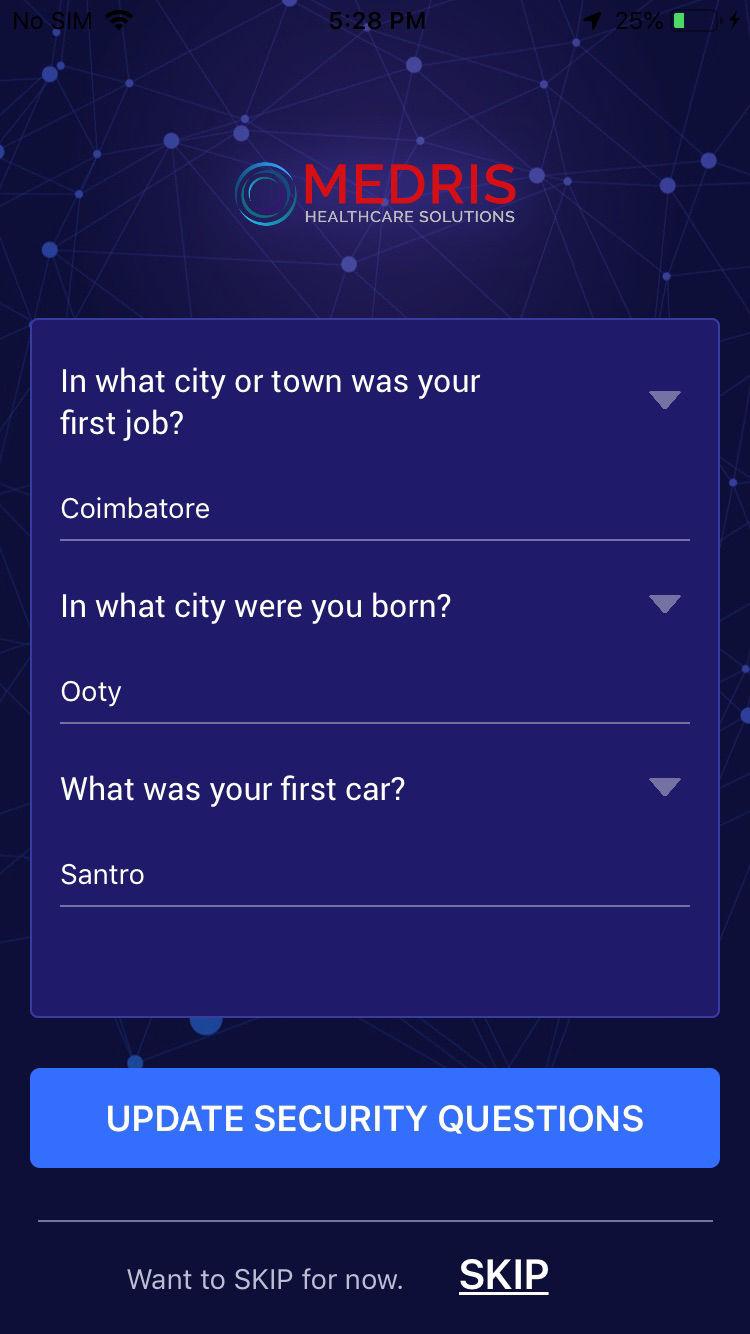 No SIM 5:28 PM 25%
MEDRIS
HEALTHCARE SOLUTIONS
In what city or town was your
first job?
Coimbatore
In what city were you born?
Ooty
What was your first car?
Santro
UPDATE SECURITY QUESTIONS
Want to SKIP for now. SKIP